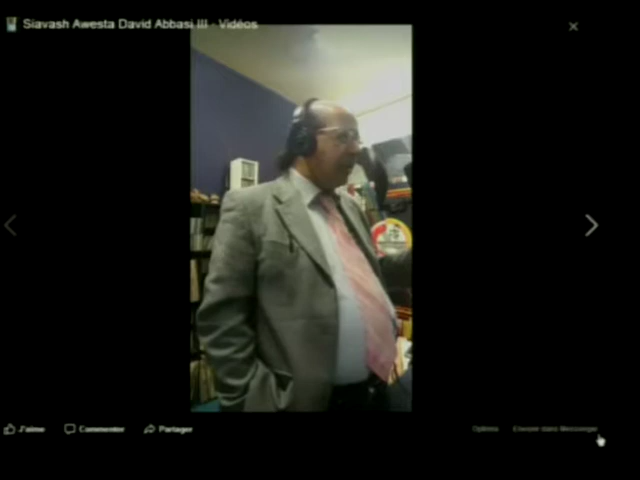 Siavash Awesta David Abbasi III - Vidéos
J'aime Commenter Partager
Options Envoyer dans Messenger